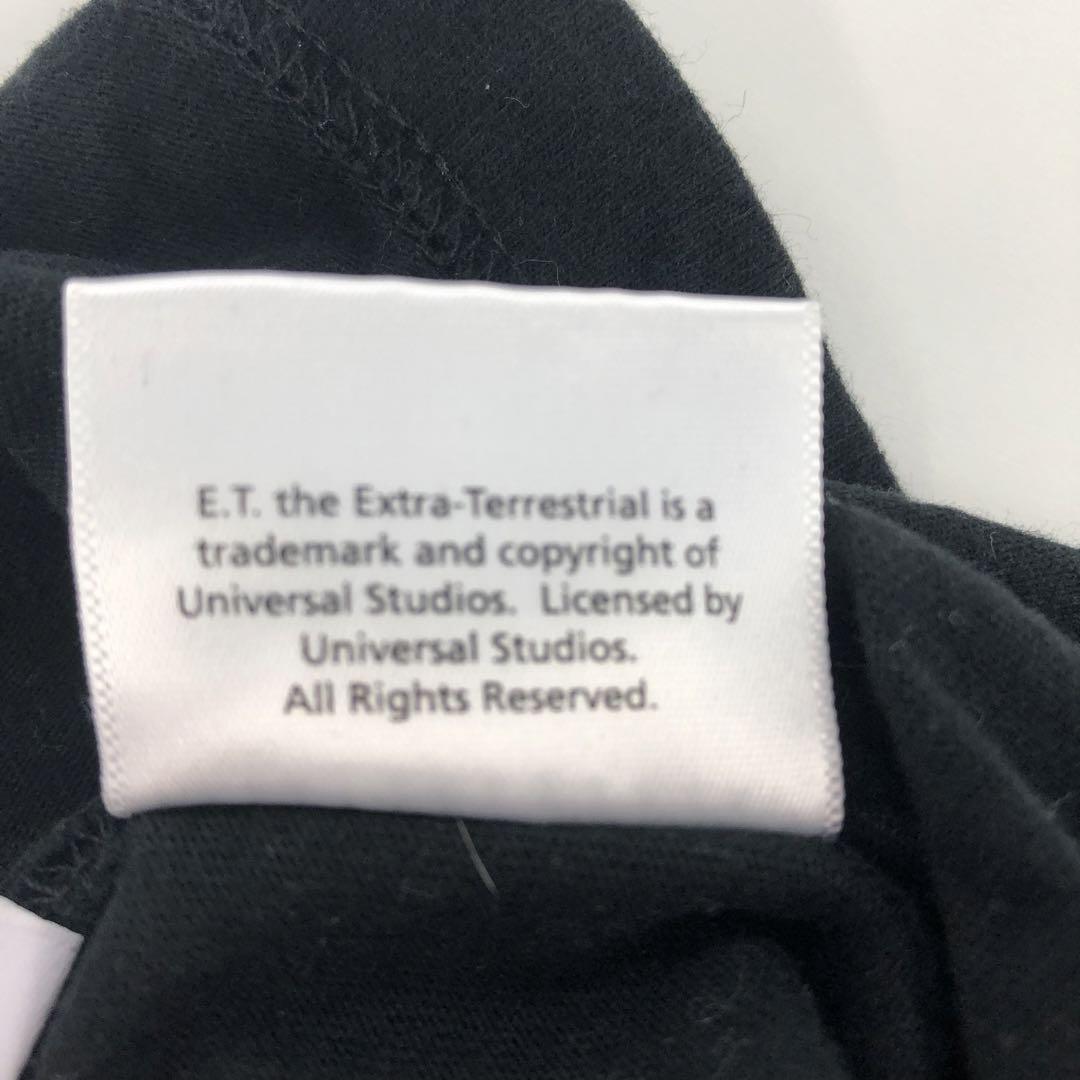 E.T. the Extra-Terrestrial is a
trademark and copyright of
Universal Studios. Licensed by
Universal Studios.
All Rights Reserved.